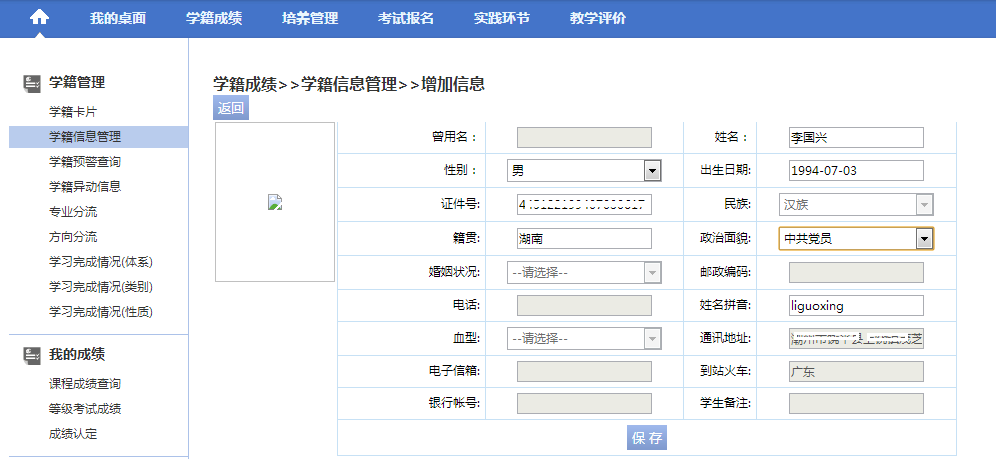 我的桌面 学籍成绩 培养管理 考试报名 实践环节 教学评价
学籍管理
学籍卡片
学籍信息管理
学籍预警查询
学籍异动信息
专业分流
方向分流
学习完成情况(体系)
学习完成情况(类别)
学习完成情况(性质)
我的成绩
课程成绩查询
等级考试成绩
成绩认定
学籍成绩>>学籍信息管理>>增加信息
返回
曾用名： 姓名： 李国兴
性别： 男 出生日期: 1994-07-03
证件号: 民族: 汉族
籍贯: 湖南 政治面貌: 中共党员
婚姻状况: --请选择-- 邮政编码:
电话: 姓名拼音: liguoxing
血型: --请选择-- 通讯地址:
电子信箱: 到站火车: 广东
银行帐号: 学生备注:
保 存